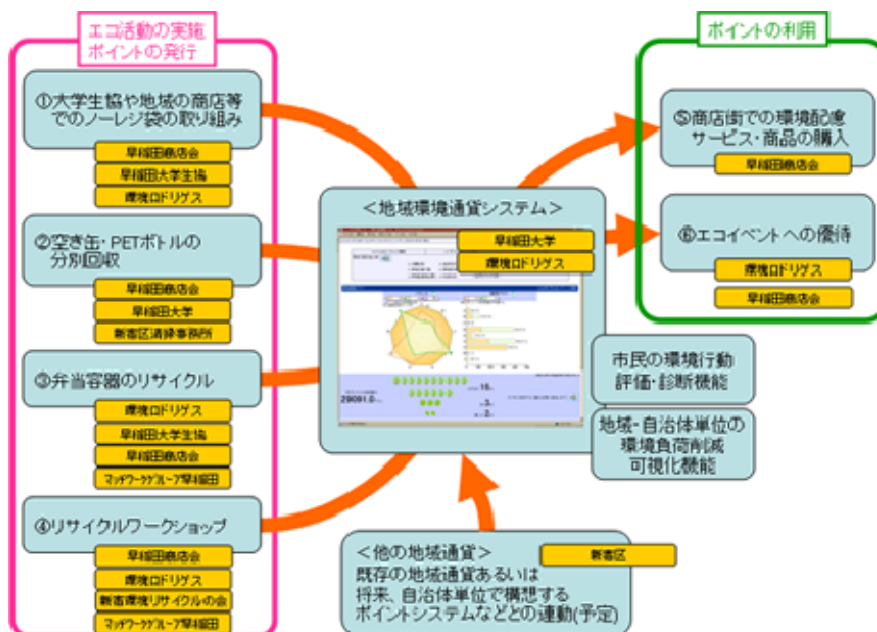 エコ活動の実施
ポイントの発行
①大学生協や地域の商店等
でのノーレジ袋の取り組み
早稲田商店会
早稲田大学生協
環境ロドリゲス
②空き缶・PETボトルの
分別回収
早稲田商店会
早稲田大学
新宿区清掃事務所
③弁当容器のリサイクル
環境ロドリゲス
早稲田大学生協
早稲田商店会
マッチワークグループ早稲田
④リサイクルワークショップ
早稲田商店会
環境ロドリゲス
新宿環境リサイクルの会
マッチワークグループ早稲田
＜地域環境通貨システム＞
早稲田大学
環境ロドリゲス
市民の環境行動
評価・診断機能
地域-自治体単位の
環境負荷削減
可視化機能
＜他の地域通貨＞
新宿区
既存の地域通貨あるいは
将来、自治体単位で構想する
ポイントシステムなどとの連動(予定)
ポイントの利用
⑤商店街での環境配慮
サービス・商品の購入
早稲田商店会
⑥エコイベントへの優待
環境ロドリゲス
早稲田商店会